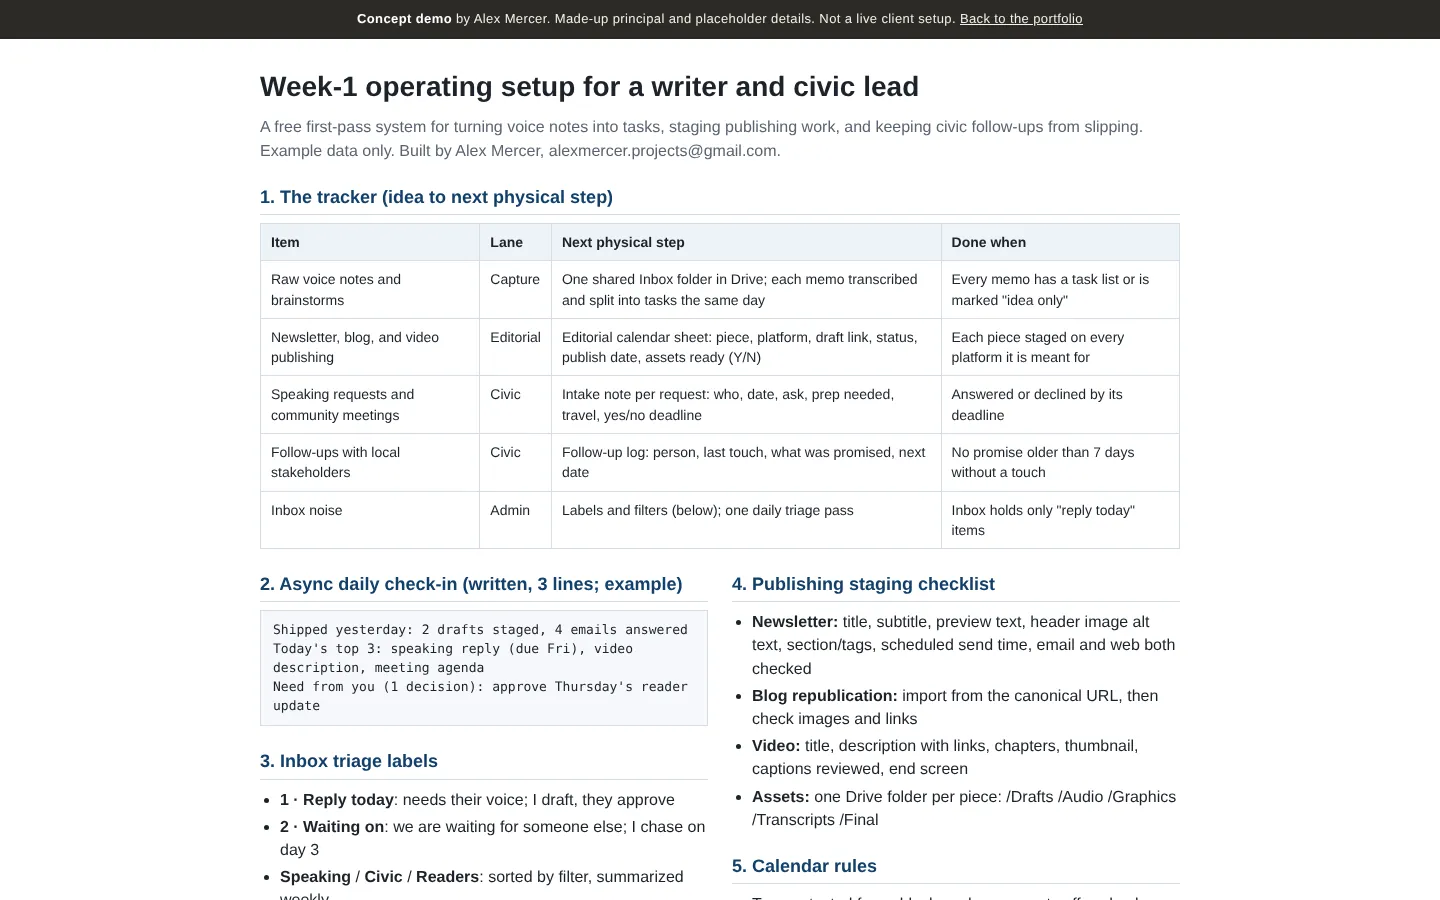 Concept demo by Alex Mercer. Made-up principal and placeholder details. Not a live client setup. Back to the portfolio
Week-1 operating setup for a writer and civic lead
A free first-pass system for turning voice notes into tasks, staging publishing work, and keeping civic follow-ups from slipping.
Example data only. Built by Alex Mercer, alexmercer.projects@gmail.com.
1. The tracker (idea to next physical step)
Item Lane Next physical step Done when
Raw voice notes and brainstorms Capture One shared Inbox folder in Drive; each memo transcribed and split into tasks the same day Every memo has a task list or is marked "idea only"
Newsletter, blog, and video publishing Editorial Editorial calendar sheet: piece, platform, draft link, status, publish date, assets ready (Y/N) Each piece staged on every platform it is meant for
Speaking requests and community meetings Civic Intake note per request: who, date, ask, prep needed, travel, yes/no deadline Answered or declined by its deadline
Follow-ups with local stakeholders Civic Follow-up log: person, last touch, what was promised, next date No promise older than 7 days without a touch
Inbox noise Admin Labels and filters (below); one daily triage pass Inbox holds only "reply today" items
2. Async daily check-in (written, 3 lines; example)
Shipped yesterday: 2 drafts staged, 4 emails answered
Today's top 3: speaking reply (due Fri), video
description, meeting agenda
Need from you (1 decision): approve Thursday's reader
update
3. Inbox triage labels
1 · Reply today: needs their voice; I draft, they approve
2 · Waiting on: we are waiting for someone else; I chase on
day 3
Speaking / Civic / Readers: sorted by filter, summarized
weekly
4. Publishing staging checklist
Newsletter: title, subtitle, preview text, header image alt
text, section/tags, scheduled send time, email and web both
checked
Blog republication: import from the canonical URL, then
check images and links
Video: title, description with links, chapters, thumbnail,
captions reviewed, end screen
Assets: one Drive folder per piece: /Drafts /Audio /Graphics
/Transcripts /Final
5. Calendar rules